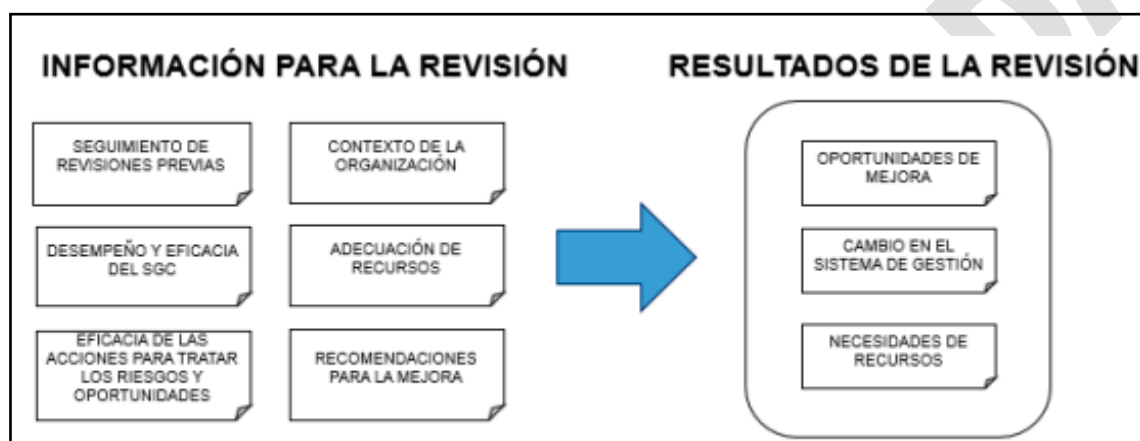 INFORMACIÓN PARA LA REVISIÓN
SEGUIMIENTO DE
REVISIONES PREVIAS
CONTEXTO DE LA
ORGANIZACIÓN
DESEMPEÑO Y EFICACIA
DEL SGC
ADECUACIÓN DE
RECURSOS
EFICACIA DE LAS
ACCIONES PARA TRATAR
LOS RIESGOS Y
OPORTUNIDADES
RECOMENDACIONES
PARA LA MEJORA
RESULTADOS DE LA REVISIÓN
OPORTUNIDADES DE
MEJORA
CAMBIO EN EL
SISTEMA DE GESTIÓN
NECESIDADES DE
RECURSOS